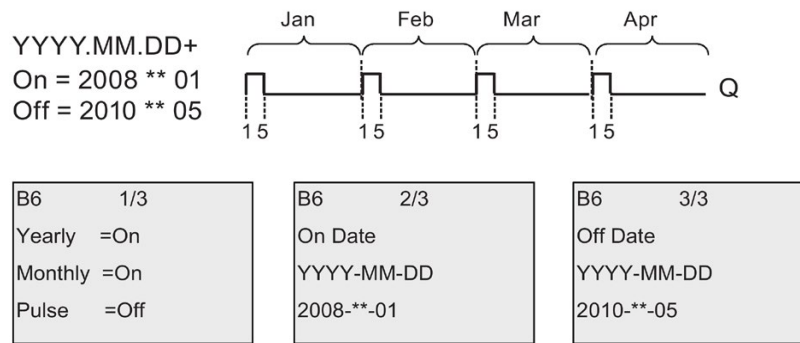 YYYY.MM.DD+
On = 2008 ** 01
Off = 2010 ** 05
Jan Feb Mar Apr
Q
1 5 1 5 1 5 1 5
B6 1/3
Yearly =On
Monthly =On
Pulse =Off
B6 2/3
On Date
YYYY-MM-DD
2008-**-01
B6 3/3
Off Date
YYYY-MM-DD
2010-**-05